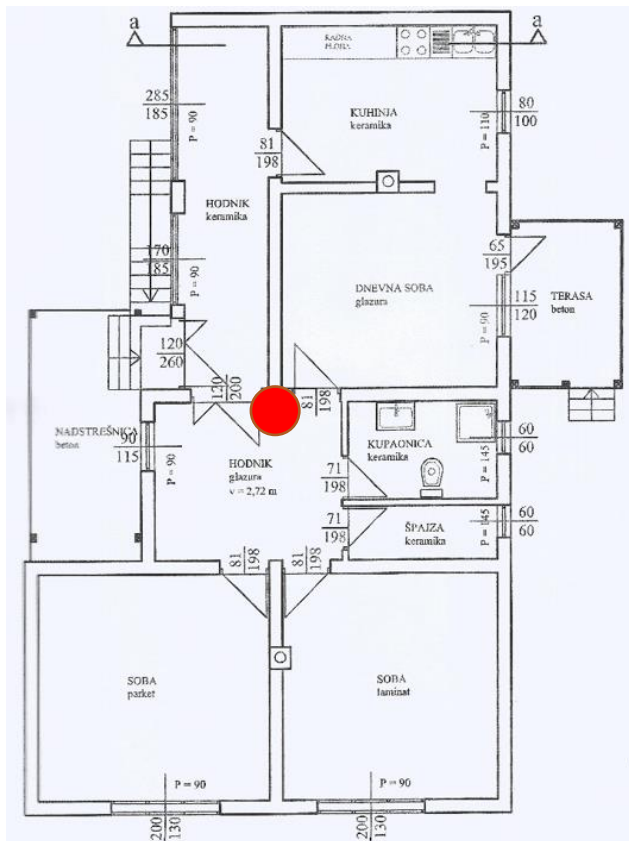 a
a
RADNA
PLOHA
285
185
P = 90
KUHINJA
keramika
80
100
P = 110
81
198
HODNIK
keramika
170
185
P = 90
65
195
DNEVNA SOBA
glazura
115
120
P = 90
TERASA
beton
120
260
120
200
81
198
NADSTREŠNICA
beton
90
115
P = 90
HODNIK
glazura
v = 2,72 m
KUPAONICA
keramika
60
60
P = 145
71
198
71
198
ŠPAJZA
keramika
60
60
P = 145
81
198
81
198
SOBA
parket
SOBA
laminat
P = 90
P = 90
200
130
200
130